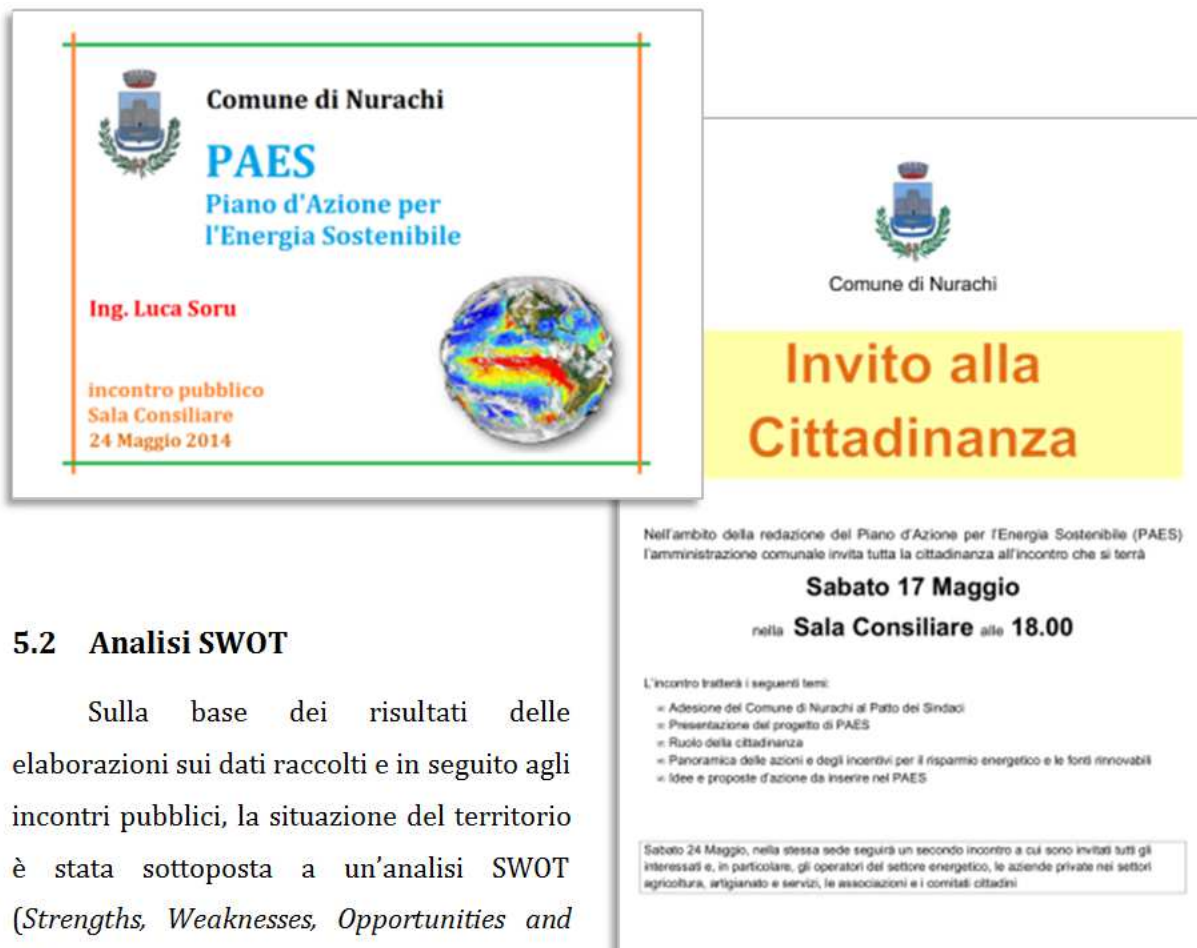 Comune di Nurachi
PAES
Piano d'Azione per
l'Energia Sostenibile
Ing. Luca Soru
incontro pubblico
Sala Consiliare
24 Maggio 2014
Comune di Nurachi
Invito alla
Cittadinanza
Nell'ambito della redazione del Piano d'Azione per l'Energia Sostenibile (PAES)
l'amministrazione comunale invita tutta la cittadinanza all'incontro che si terrà
Sabato 17 Maggio
nella Sala Consiliare alle 18.00
L'incontro tratterà i seguenti temi:
Adesione del Comune di Nurachi al Patto dei Sindaci
Presentazione del progetto di PAES
Ruolo della cittadinanza
Panoramica delle azioni e degli incentivi per il risparmio energetico e le fonti rinnovabili
Idee e proposte d'azione da inserire nel PAES
Sabato 24 Maggio, nella stessa sede seguirà un secondo incontro a cui sono invitati tutti gli
interessati e, in particolare, gli operatori del settore energetico, le aziende private nei settori
agricoltura, artigianato e servizi, le associazioni e i comitati cittadini
5.2 Analisi SWOT
Sulla base dei risultati delle
elaborazioni sui dati raccolti e in seguito agli
incontri pubblici, la situazione del territorio
è stata sottoposta a un'analisi SWOT
(Strengths, Weaknesses, Opportunities and